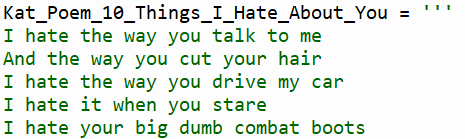 Kat_Poem_10_Things_I_Hate_About_You = '''
I hate the way you talk to me
And the way you cut your hair
I hate the way you drive my car
I hate it when you stare
I hate your big dumb combat boots